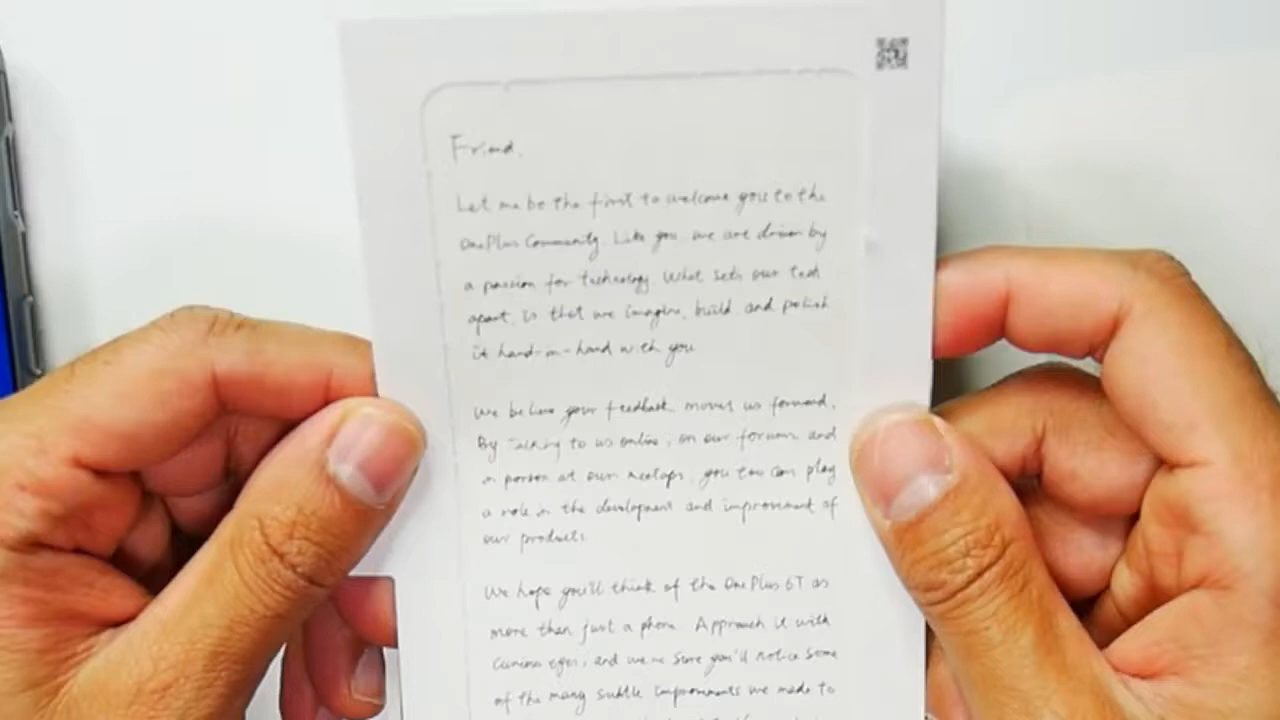 Friend,
Let me be the first to welcome you to the
OnePlus Community. Like you, we are driven by
a passion for technology. What sets our tech
apart, is that we imagine, build, and polish
it hand-in-hand with you
We believe your feedback moves us forward.
By talking to us online, on our forums and
in person at our meetups, you too can play
a role in the development and improvement of
our products.
We hope you'll think of the OnePlus 6T as
more than just a phone. Approach it with
curious eyes, and we're sure you'll notice some
of the many subtle improvements we made to